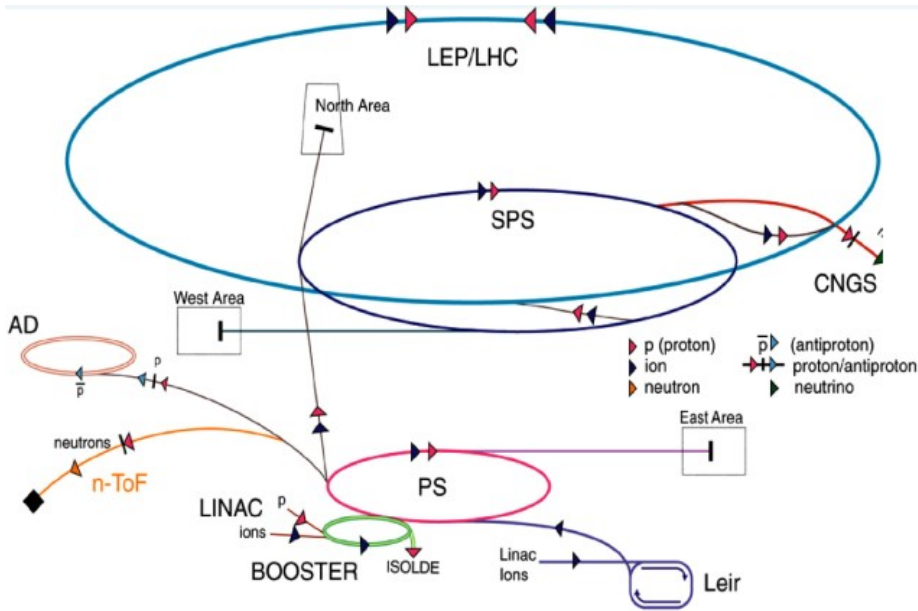 LEP/LHC
North Area
SPS
CNGS
West Area
AD
p
p̅
p (proton)
ion
neutron
p̅ (antiproton)
proton/antiproton
neutrino
East Area
neutrons
n-ToF
PS
LINAC
p
ions
BOOSTER
ISOLDE
Linac
Ions
Leir